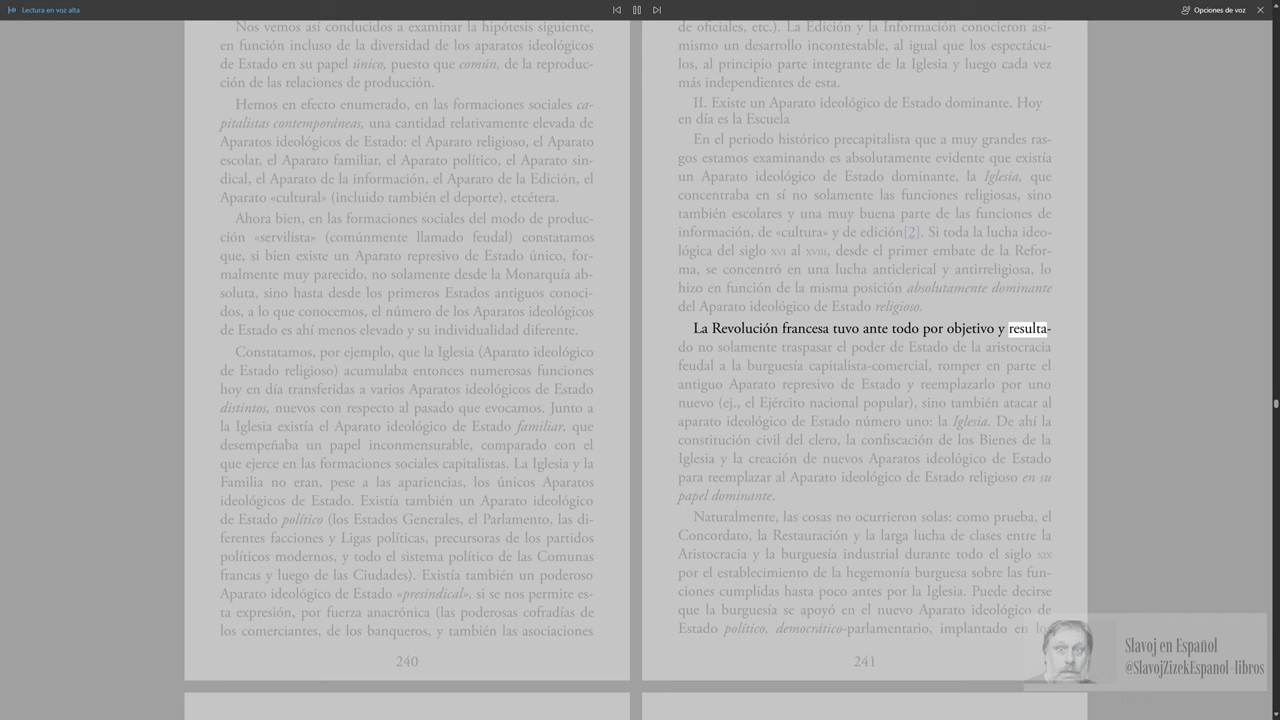 Lectura en voz alta
Opciones de voz
Nos vemos así conducidos a examinar la hipótesis siguiente,
en función incluso de la diversidad de los aparatos ideológicos
de Estado en su papel único, puesto que común, de la reproduc-
ción de las relaciones de producción.
Hemos en efecto enumerado, en las formaciones sociales ca-
pitalistas contemporáneas, una cantidad relativamente elevada de
Aparatos ideológicos de Estado: el Aparato religioso, el Aparato
escolar, el Aparato familiar, el Aparato político, el Aparato sin-
dical, el Aparato de la información, el Aparato de la Edición, el
Aparato «cultural» (incluido también el deporte), etcétera.
Ahora bien, en las formaciones sociales del modo de produc-
ción «servilista» (comúnmente llamado feudal) constatamos
que, si bien existe un Aparato represivo de Estado único, for-
malmente muy parecido, no solamente desde la Monarquía ab-
soluta, sino hasta desde los primeros Estados antiguos conoci-
dos, a lo que conocemos, el número de los Aparatos ideológicos
de Estado es ahí menos elevado y su individualidad diferente.
Constatamos, por ejemplo, que la Iglesia (Aparato ideológico
de Estado religioso) acumulaba entonces numerosas funciones
hoy en día transferidas a varios Aparatos ideológicos de Estado
distintos, nuevos con respecto al pasado que evocamos. Junto a
la Iglesia existía el Aparato ideológico de Estado familiar, que
desempeñaba un papel inconmensurable, comparado con el
que ejerce en las formaciones sociales capitalistas. La Iglesia y la
Familia no eran, pese a las apariencias, los únicos Aparatos
ideológicos de Estado. Existía también un Aparato ideológico
de Estado político (los Estados Generales, el Parlamento, las di-
ferentes facciones y Ligas políticas, precursoras de los partidos
políticos modernos, y todo el sistema político de las Comunas
francas y luego de las Ciudades). Existía también un poderoso
Aparato ideológico de Estado «presindical», si se nos permite es-
ta expresión, por fuerza anacrónica (las poderosas cofradías de
los comerciantes, de los banqueros, y también las asociaciones
240
de oficiales, etc.). La Edición y la Información conocieron asi-
mismo un desarrollo incontestable, al igual que los espectácu-
los, al principio parte integrante de la Iglesia y luego cada vez
más independientes de esta.
II. Existe un Aparato ideológico de Estado dominante. Hoy
en día es la Escuela
En el periodo histórico precapitalista que a muy grandes ras-
gos estamos examinando es absolutamente evidente que existía
un Aparato ideológico de Estado dominante, la Iglesia, que
concentraba en sí no solamente las funciones religiosas, sino
también escolares y una muy buena parte de las funciones de
información, de «cultura» y de edición[2]. Si toda la lucha ideo-
lógica del siglo XVI al XVIII, desde el primer embate de la Refor-
ma, se concentró en una lucha anticlerical y antirreligiosa, lo
hizo en función de la misma posición absolutamente dominante
del Aparato ideológico de Estado religioso.
La Revolución francesa tuvo ante todo por objetivo y resulta-
do no solamente traspasar el poder de Estado de la aristocracia
feudal a la burguesía capitalista-comercial, romper en parte el
antiguo Aparato represivo de Estado y reemplazarlo por uno
nuevo (ej., el Ejército nacional popular), sino también atacar al
aparato ideológico de Estado número uno: la Iglesia. De ahí la
constitución civil del clero, la confiscación de los Bienes de la
Iglesia y la creación de nuevos Aparatos ideológico de Estado
para reemplazar al Aparato ideológico de Estado religioso en su
papel dominante.
Naturalmente, las cosas no ocurrieron solas: como prueba, el
Concordato, la Restauración y la larga lucha de clases entre la
Aristocracia y la burguesía industrial durante todo el siglo XIX
por el establecimiento de la hegemonía burguesa sobre las fun-
ciones cumplidas hasta poco antes por la Iglesia. Puede decirse
que la burguesía se apoyó en el nuevo Aparato ideológico de
Estado político, democrático-parlamentario, implantado en los
241
Slavoj en Español
@SlavojZizekEspanol-libros